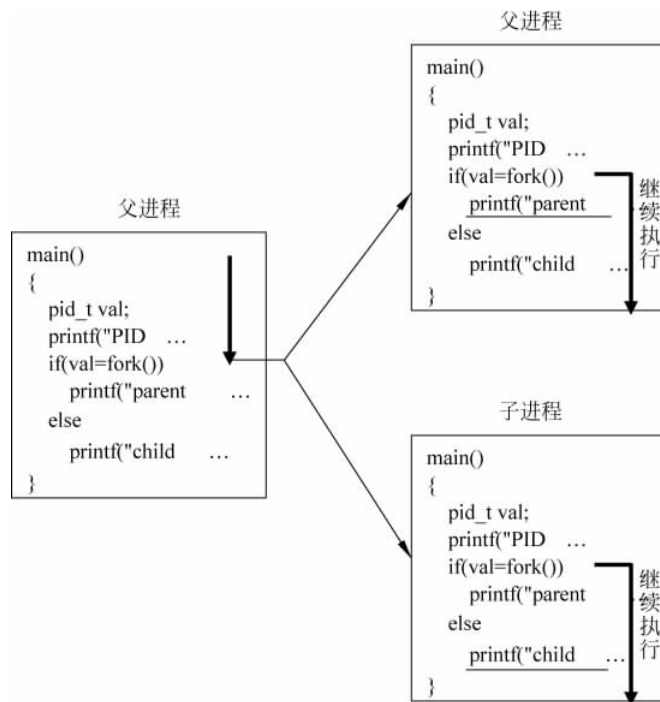 父进程
main()
{
pid_t val;
printf("PID …
if(val=fork())
printf("parent …
else
printf("child …
}
父进程
main()
{
pid_t val;
printf("PID …
if(val=fork())
printf("parent
else
printf("child …
}
继续执行
子进程
main()
{
pid_t val;
printf("PID …
if(val=fork())
printf("parent
else
printf("child …
}
继续执行